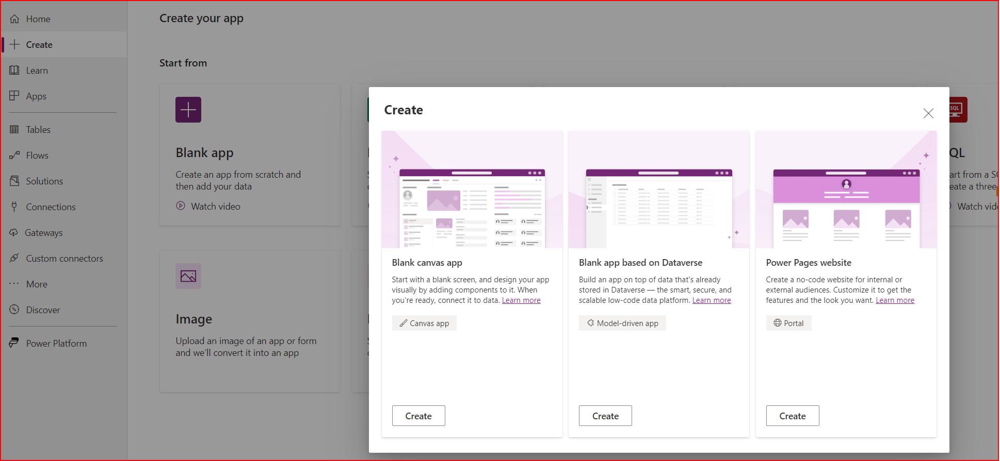 Home
Create
Learn
Apps
Tables
Flows
Solutions
Connections
Gateways
Custom connectors
More
Discover
Power Platform
Create your app
Start from
Blank app
Create an app from scratch and
then add your data
Watch video
Image
Upload an image of an app or form
and we'll convert it into an app
SQL
QL
art from a
eate a three-
Watch
Create
Blank canvas app
Start with a blank screen, and design your app
visually by adding components to it. When
you're ready, connect it to data. Learn more
Canvas app
Create
Blank app based on Dataverse
Build an app on top of data that's already
stored in Dataverse — the smart, secure, and
scalable low-code data platform. Learn more
Model-driven app
Create
Power Pages website
Create a no-code website for internal or
external audiences. Customize it to get the
features and the look you want. Learn more
Portal
Create